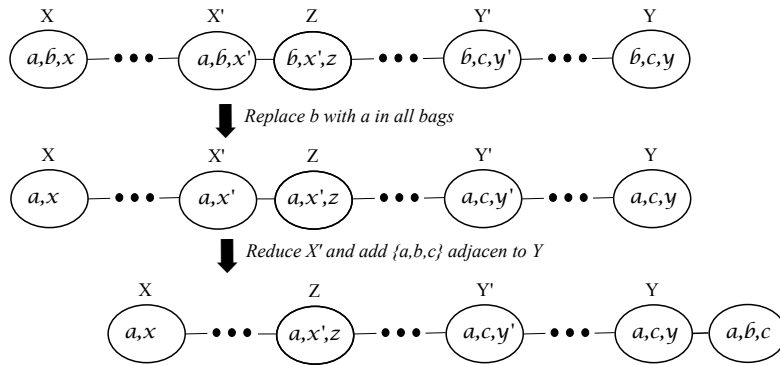 X X' Z Y' Y
a,b,x ••• a,b,x' b,x',z ••• b,c,y' ••• b,c,y
Replace b with a in all bags
X X' Z Y' Y
a,x ••• a,x' a,x',z ••• a,c,y' ••• a,c,y
Reduce X' and add {a,b,c} adjacen to Y
X Z Y' Y
a,x ••• a,x',z ••• a,c,y' ••• a,c,y a,b,c